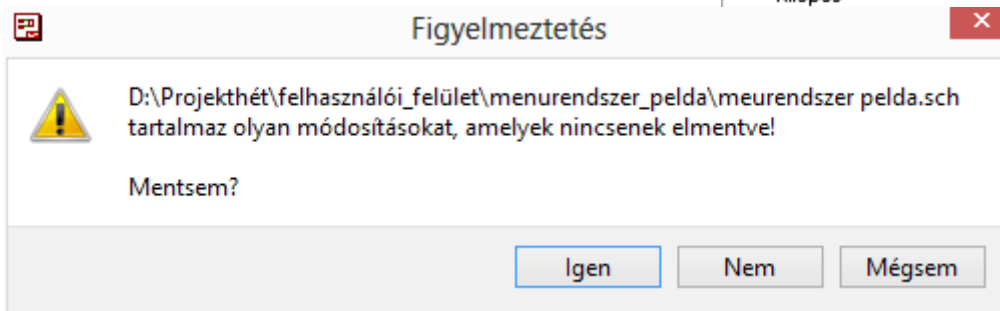 Figyelmeztetés
D:\Projekthét\felhasználói_felület\menurendszer_pelda\meurendszer pelda.sch
tartalmaz olyan módosításokat, amelyek nincsenek elmentve!
Mentsem?
Igen
Nem
Mégsem